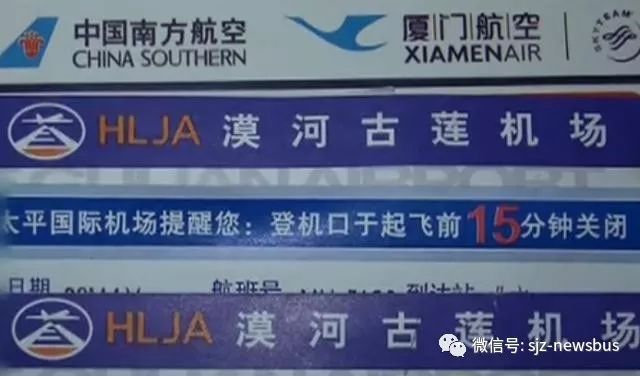 中国南方航空 厦门航空
CHINA SOUTHERN XIAMENAIR SKYTEAM
HLJA 漠河古莲机场
太平国际机场提醒您：登机口于起飞前15分钟关闭
日期 航班号 到达站
HLJA 漠河古莲机场
微信号: sjz-newsbus